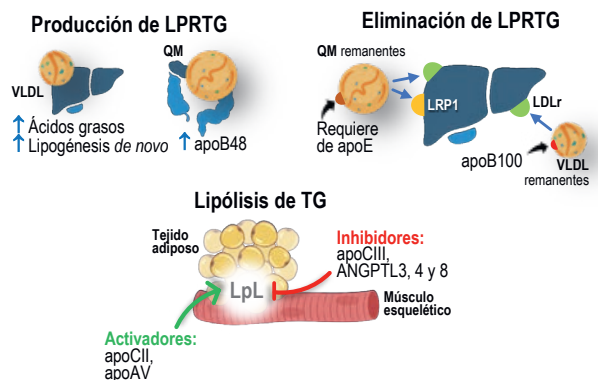 Producción de LPRTG
VLDL
QM
↑ Ácidos grasos
↑ Lipogénesis de novo
↑ apoB48
Eliminación de LPRTG
QM remanentes
LRP1
LDLr
Requiere
de apoE
apoB100
VLDL
remanentes
Lipólisis de TG
Tejido
adiposo
LpL
Inhibidores:
apoCIII,
ANGPTL3, 4 y 8
Músculo
esquelético
Activadores:
apoCII,
apoAV